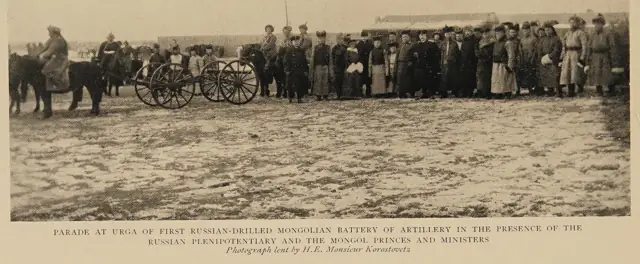 PARADE AT URGA OF FIRST RUSSIAN-DRILLED MONGOLIAN BATTERY OF ARTILLERY IN THE PRESENCE OF THE
RUSSIAN PLENIPOTENTIARY AND THE MONGOL PRINCES AND MINISTERS
Photograph lent by H.E. Monsieur Korostovetz